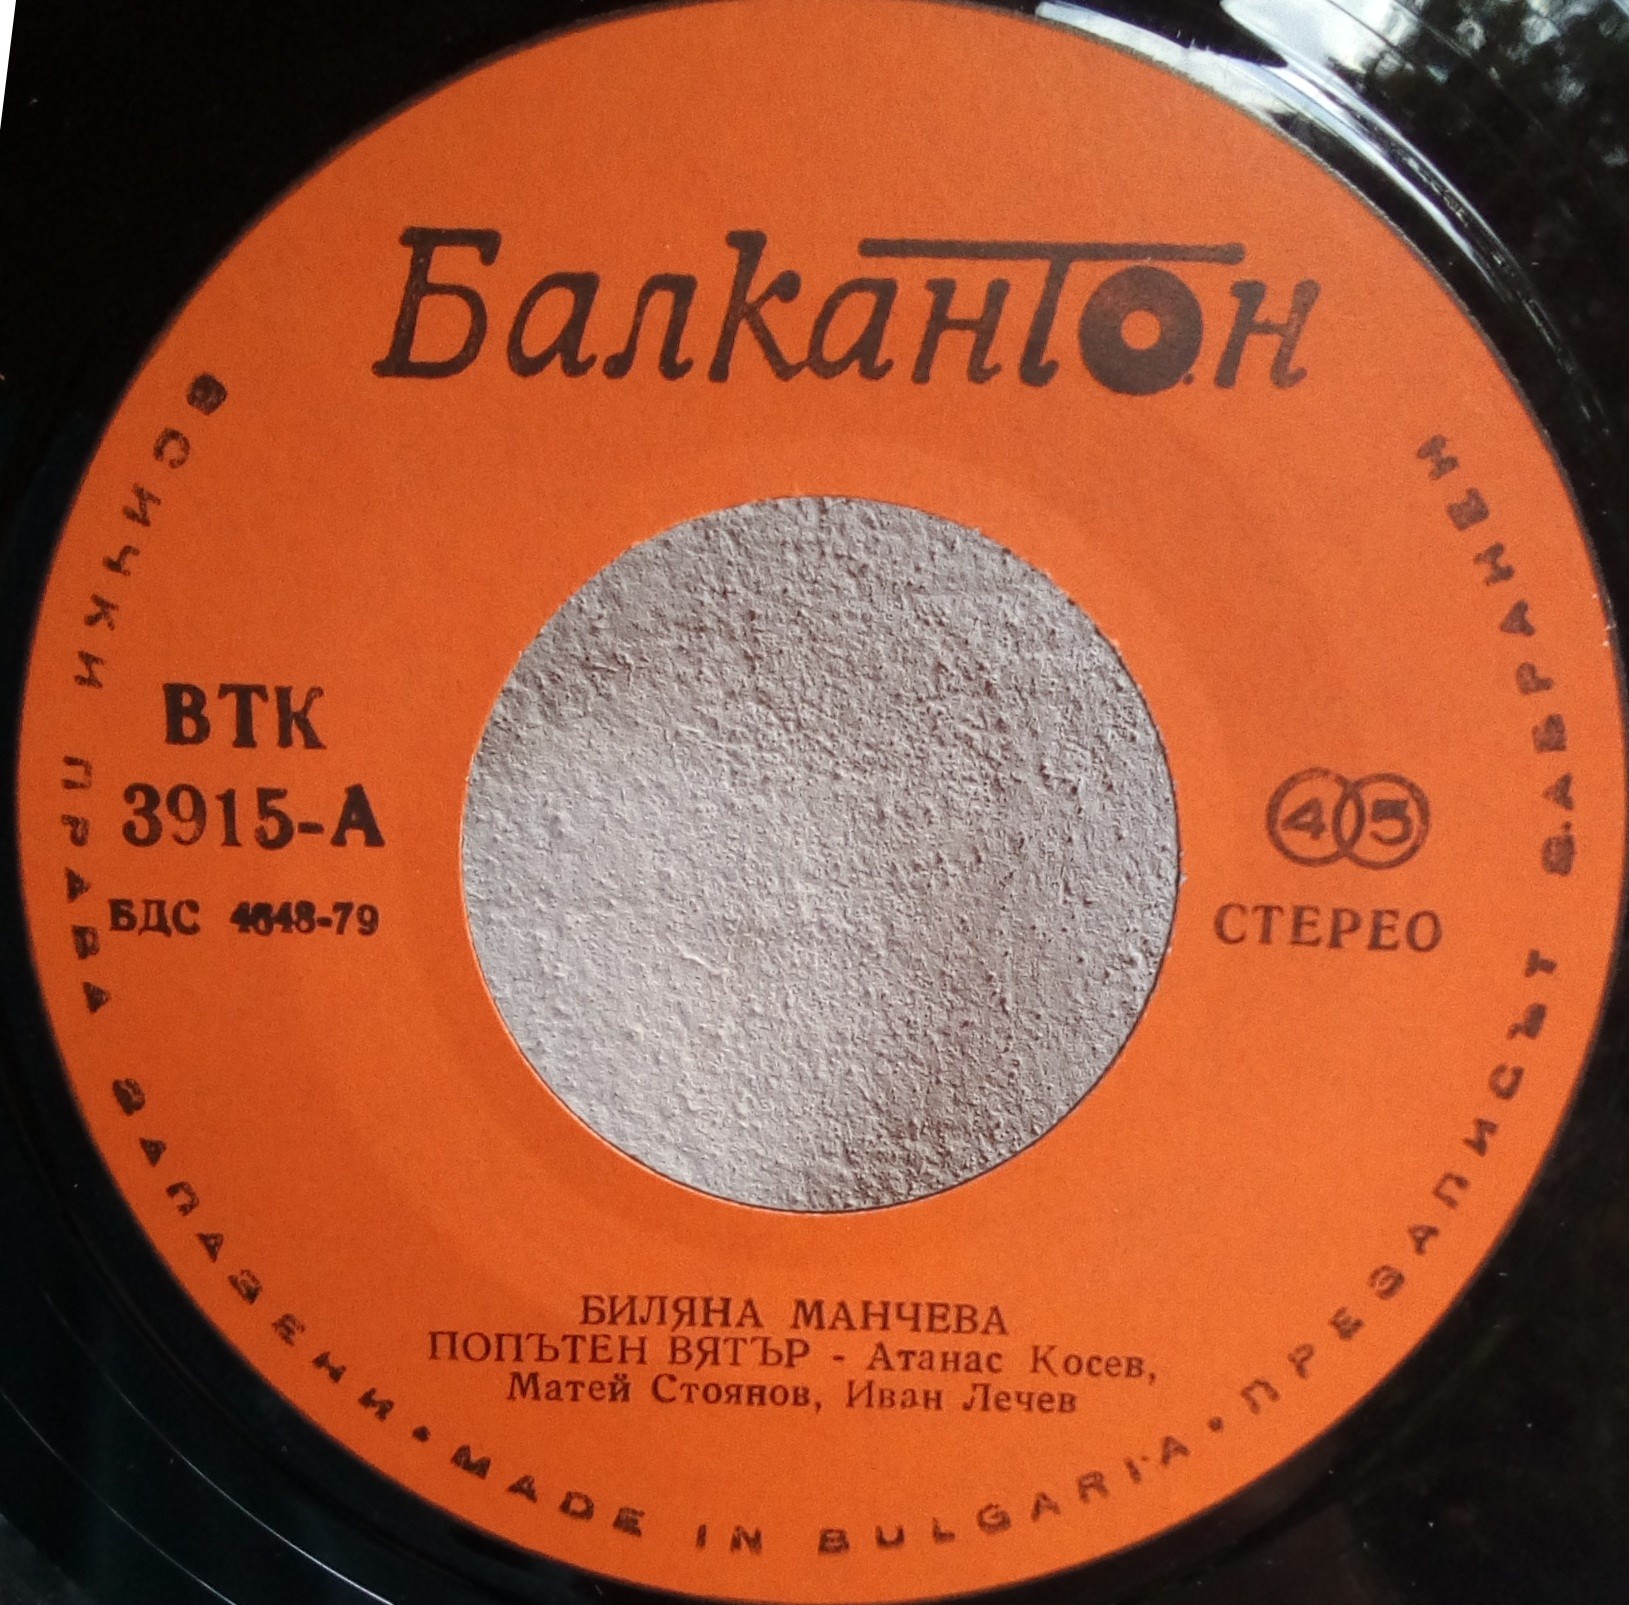 Балкантон
ВТК
3915-А
БДС 4648-79
45
СТЕРЕО
БИЛЯНА МАНЧЕВА
ПОПЪТЕН ВЯТЪР - Атанас Косев,
Матей Стоянов, Иван Лечев
ВСИЧКИ ПРАВА ЗАПАЗЕНИ • MADE IN BULGARIA • ПРЕЗАПИСЪТ ЗАБРАНЕН